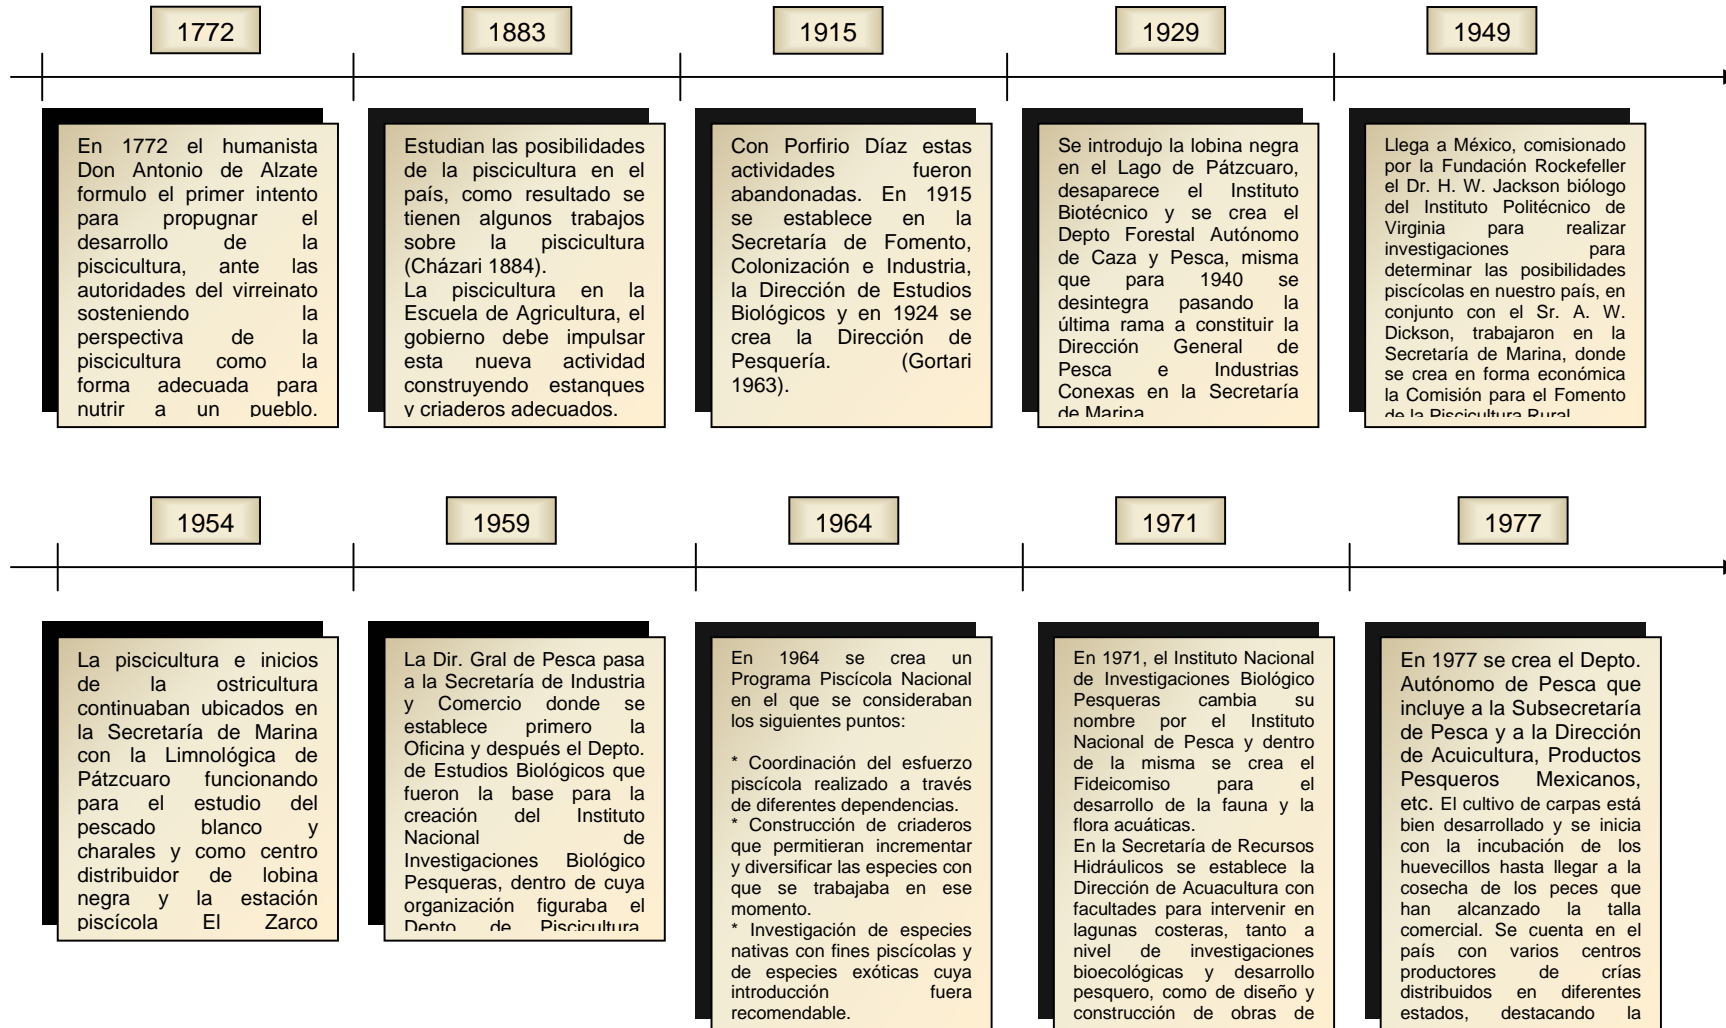 1772
1883
1915
1929
1949
En 1772 el humanista
Don Antonio de Alzate
formulo el primer intento
para propugnar el
desarrollo de la
piscicultura, ante las
autoridades del virreinato
sosteniendo la
perspectiva de la
piscicultura como la
forma adecuada para
nutrir a un pueblo.
Estudian las posibilidades
de la piscicultura en el
país, como resultado se
tienen algunos trabajos
sobre la piscicultura
(Cházari 1884).
La piscicultura en la
Escuela de Agricultura, el
gobierno debe impulsar
esta nueva actividad
construyendo estanques
y criaderos adecuados.
Con Porfirio Díaz estas
actividades fueron
abandonadas. En 1915
se establece en la
Secretaría de Fomento,
Colonización e Industria,
la Dirección de Estudios
Biológicos y en 1924 se
crea la Dirección de
Pesquería. (Gortari
1963).
Se introdujo la lobina negra
en el Lago de Pátzcuaro,
desaparece el Instituto
Biotécnico y se crea el
Depto Forestal Autónomo
de Caza y Pesca, misma
que para 1940 se
desintegra pasando la
última rama a constituir la
Dirección General de
Pesca e Industrias
Conexas en la Secretaría
de Marina
Llega a México, comisionado
por la Fundación Rockefeller
el Dr. H. W. Jackson biólogo
del Instituto Politécnico de
Virginia para realizar
investigaciones para
determinar las posibilidades
piscícolas en nuestro país, en
conjunto con el Sr. A. W.
Dickson, trabajaron en la
Secretaría de Marina, donde
se crea en forma económica
la Comisión para el Fomento
de la Piscicultura Rural
1954
1959
1964
1971
1977
La piscicultura e inicios
de la ostricultura
continuaban ubicados en
la Secretaría de Marina
con la Limnológica de
Pátzcuaro funcionando
para el estudio del
pescado blanco y
charales y como centro
distribuidor de lobina
negra y la estación
piscícola El Zarco
La Dir. Gral de Pesca pasa
a la Secretaría de Industria
y Comercio donde se
establece primero la
Oficina y después el Depto.
de Estudios Biológicos que
fueron la base para la
creación del Instituto
Nacional de
Investigaciones Biológico
Pesqueras, dentro de cuya
organización figuraba el
Depto. de Piscicultura.
En 1964 se crea un
Programa Piscícola Nacional
en el que se consideraban
los siguientes puntos:
* Coordinación del esfuerzo
piscícola realizado a través
de diferentes dependencias.
* Construcción de criaderos
que permitieran incrementar
y diversificar las especies con
que se trabajaba en ese
momento.
* Investigación de especies
nativas con fines piscícolas y
de especies exóticas cuya
introducción fuera
recomendable.
En 1971, el Instituto Nacional
de Investigaciones Biológico
Pesqueras cambia su
nombre por el Instituto
Nacional de Pesca y dentro
de la misma se crea el
Fideicomiso para el
desarrollo de la fauna y la
flora acuáticas.
En la Secretaría de Recursos
Hidráulicos se establece la
Dirección de Acuacultura con
facultades para intervenir en
lagunas costeras, tanto a
nivel de investigaciones
bioecológicas y desarrollo
pesquero, como de diseño y
construcción de obras de
En 1977 se crea el Depto.
Autónomo de Pesca que
incluye a la Subsecretaría
de Pesca y a la Dirección
de Acuicultura, Productos
Pesqueros Mexicanos,
etc. El cultivo de carpas está
bien desarrollado y se inicia
con la incubación de los
huevecillos hasta llegar a la
cosecha de los peces que
han alcanzado la talla
comercial. Se cuenta en el
país con varios centros
productores de crías
distribuidos en diferentes
estados, destacando la